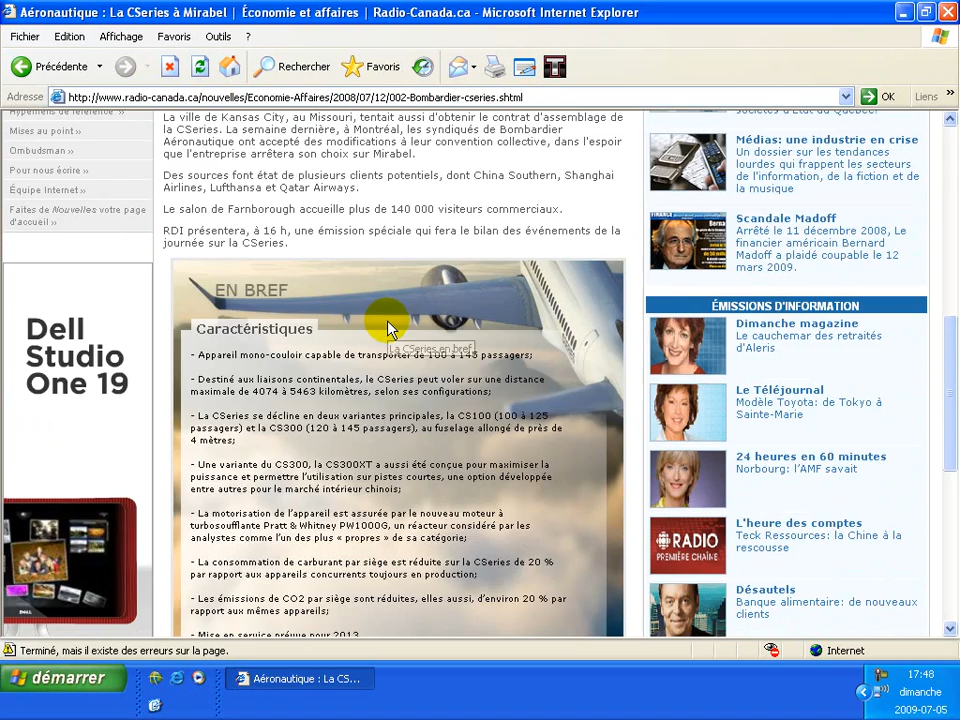 Aéronautique : La CSeries à Mirabel | Économie et affaires | Radio-Canada.ca - Microsoft Internet Explorer
Fichier Edition Affichage Favoris Outils ?
Précédente Rechercher Favoris
Adresse http://www.radio-canada.ca/nouvelles/Economie-Affaires/2008/07/12/002-Bombardier-cseries.shtml OK Liens »
Mises au point ››
Ombudsman ››
Pour nous écrire ››
Équipe Internet ››
Faites de Nouvelles votre page
d'accueil ››
Dell
Studio
One 19
DELL
La ville de Kansas City, au Missouri, tentait aussi d'obtenir le contrat d'assemblage de
la CSeries. La semaine dernière, à Montréal, les syndiqués de Bombardier
Aéronautique ont accepté des modifications à leur convention collective, dans l'espoir
que l'entreprise arrêtera son choix sur Mirabel.
Des sources font état de plusieurs clients potentiels, dont China Southern, Shanghai
Airlines, Lufthansa et Qatar Airways.
Le salon de Farnborough accueille plus de 140 000 visiteurs commerciaux.
RDI présentera, à 16 h, une émission spéciale qui fera le bilan des événements de la
journée sur la CSeries.
EN BREF
Caractéristiques
La CSeries en bref
- Appareil mono-couloir capable de transporter de 100 à 145 passagers;
- Destiné aux liaisons continentales, le CSeries peut voler sur une distance
maximale de 4074 à 5463 kilomètres, selon ses configurations;
- La CSeries se décline en deux variantes principales, la CS100 (100 à 125
passagers) et la CS300 (120 à 145 passagers), au fuselage allongé de près de
4 mètres;
- Une variante du CS300, la CS300XT a aussi été conçue pour maximiser la
puissance et permettre l'utilisation sur pistes courtes, une option développée
entre autres pour le marché intérieur chinois;
- La motorisation de l'appareil est assurée par le nouveau moteur à
turbosoufflante Pratt & Whitney PW1000G, un réacteur considéré par les
analystes comme l'un des plus « propres » de sa catégorie;
- La consommation de carburant par siège est réduite sur la CSeries de 20 %
par rapport aux appareils concurrents toujours en production;
- Les émissions de CO2 par siège sont réduites, elles aussi, d'environ 20 % par
rapport aux mêmes appareils;
- Mise en service prévue pour 2013
sociétés d'État du Québec.
Médias: une industrie en crise
Un dossier sur les tendances
lourdes qui frappent les secteurs
de l'information, de la fiction et de
la musique
Scandale Madoff
Arrêté le 11 décembre 2008, Le
financier américain Bernard
Madoff a plaidé coupable le 12
mars 2009.
ÉMISSIONS D'INFORMATION
Dimanche magazine
Le cauchemar des retraités
d'Aleris
Le Téléjournal
Modèle Toyota: de Tokyo à
Sainte-Marie
24 heures en 60 minutes
Norbourg: l'AMF savait
RADIO
PREMIÈRE CHAÎNE
L'heure des comptes
Teck Ressources: la Chine à la
rescousse
Désautels
Banque alimentaire: de nouveaux
clients
Terminé, mais il existe des erreurs sur la page. Internet
démarrer Aéronautique : La CS... 17:48
dimanche
2009-07-05